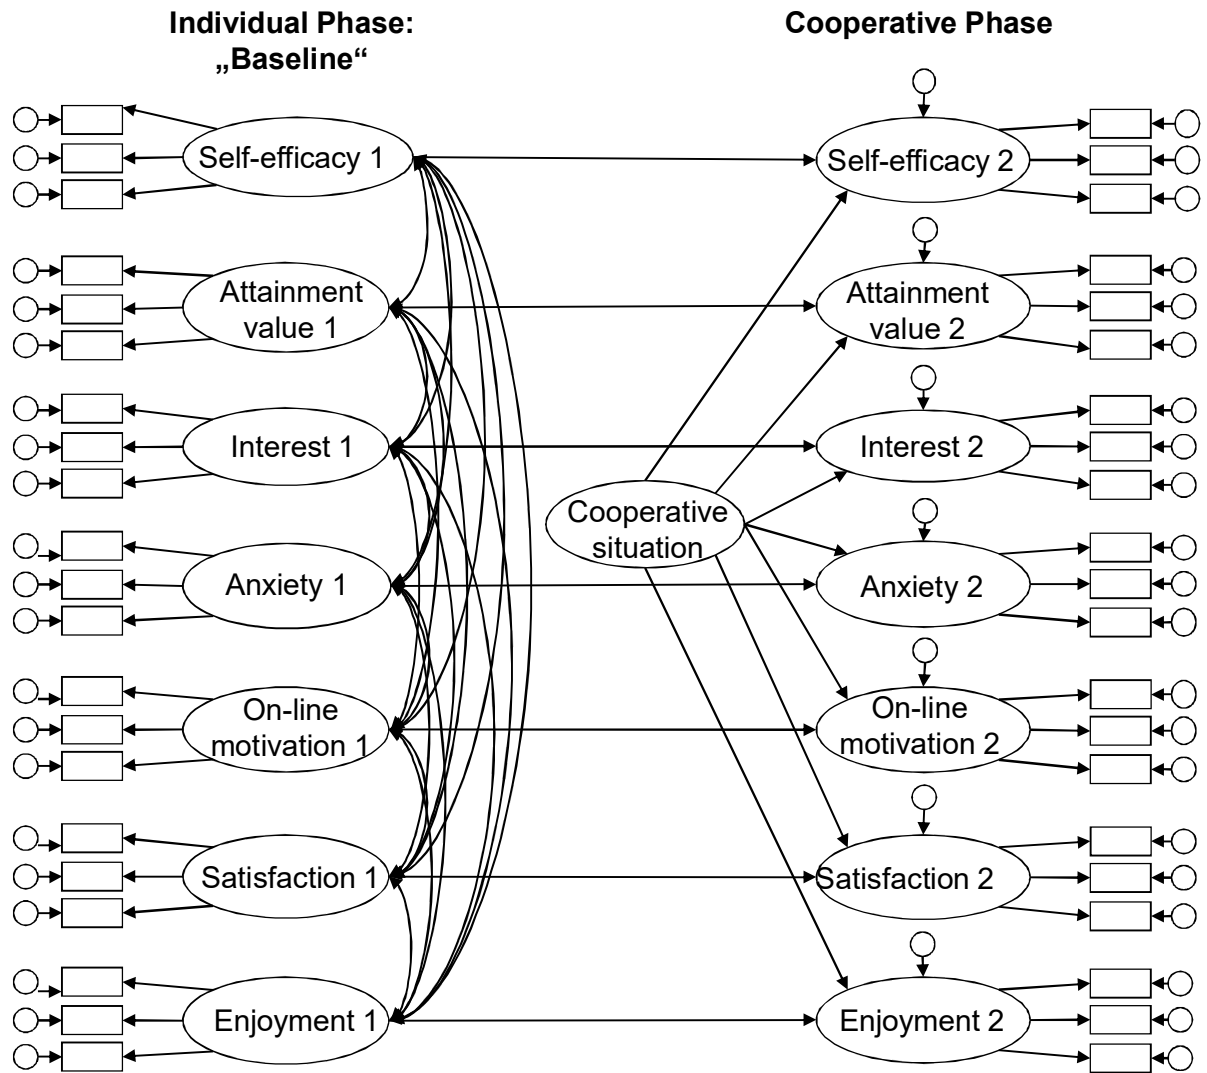 Individual Phase:
„Baseline“
Cooperative Phase
Self-efficacy 1
Self-efficacy 2
Attainment
value 1
Attainment
value 2
Interest 1
Interest 2
Cooperative
situation
Anxiety 1
Anxiety 2
On-line
motivation 1
On-line
motivation 2
Satisfaction 1
Satisfaction 2
Enjoyment 1
Enjoyment 2